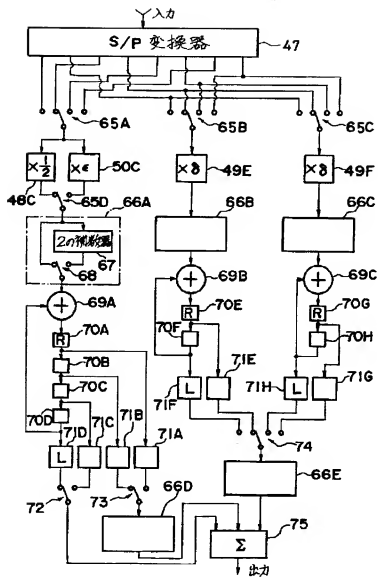 入力
S/P 変換器
47
65A
65B
65C
×1/2
×ε
50C
×δ
49E
×δ
49F
48C
65D
66A
66B
66C
2の補数器
67
68
69A
69B
69C
R
70A
R
70E
R
70G
70B
70F
70H
70C
70D
71E
71F
71H
71G
L
71D
71C
71B
71A
L
L
72
73
74
66D
66E
Σ
75
出力